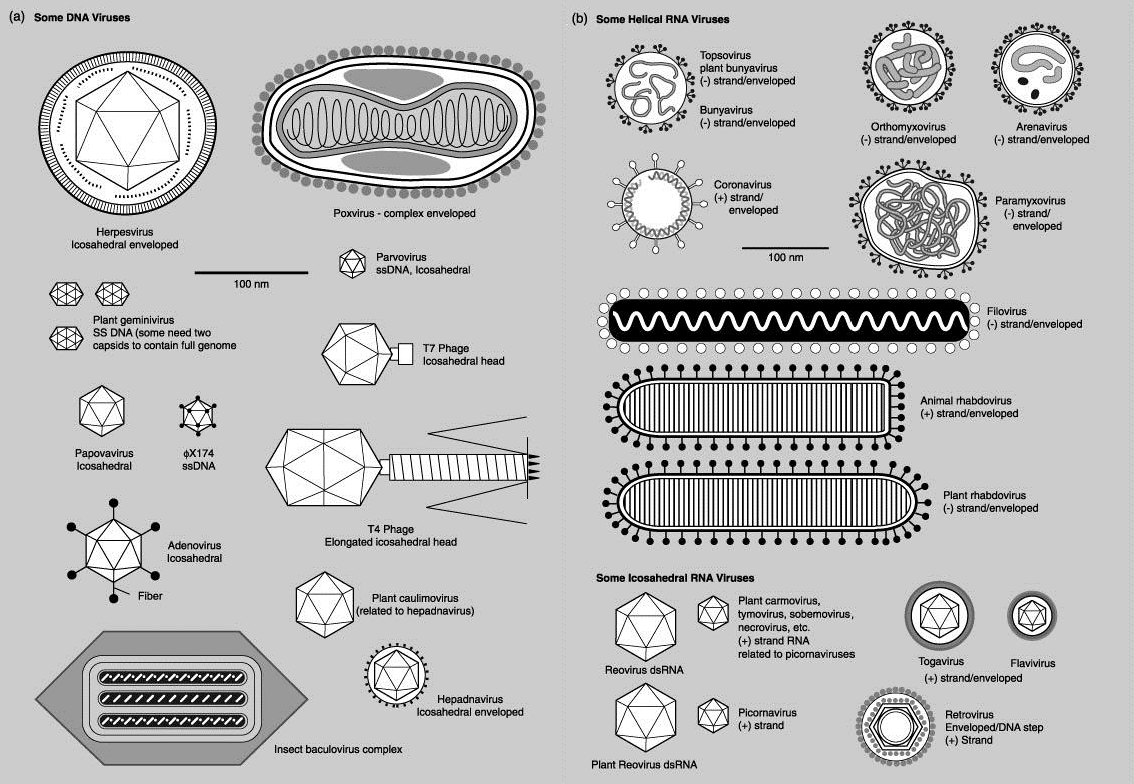 (a) Some DNA Viruses
Herpesvirus
Icosahedral enveloped
Poxvirus - complex enveloped
Parvovirus
ssDNA, Icosahedral
100 nm
Plant geminivirus
SS DNA (some need two
capsids to contain full genome
T7 Phage
Icosahedral head
Papovavirus
Icosahedral
φX174
ssDNA
T4 Phage
Elongated icosahedral head
Adenovirus
Icosahedral
Fiber
Plant caulimovirus
(related to hepadnavirus)
Hepadnavirus
Icosahedral enveloped
Insect baculovirus complex
(b) Some Helical RNA Viruses
Topsovirus
plant bunyavirus
(-) strand/enveloped
Bunyavirus
(-) strand/enveloped
Orthomyxovirus
(-) strand/enveloped
Arenavirus
(-) strand/enveloped
Coronavirus
(+) strand/
enveloped
Paramyxovirus
(-) strand/
enveloped
100 nm
Filovirus
(-) strand/enveloped
Animal rhabdovirus
(+) strand/enveloped
Plant rhabdovirus
(-) strand/enveloped
Some Icosahedral RNA Viruses
Reovirus dsRNA
Plant carmovirus,
tymovirus, sobemovirus,
necrovirus, etc.
(+) strand RNA
related to picornaviruses
Togavirus
Flavivirus
(+) strand/enveloped
Plant Reovirus dsRNA
Picornavirus
(+) strand
Retrovirus
Enveloped/DNA step
(+) Strand